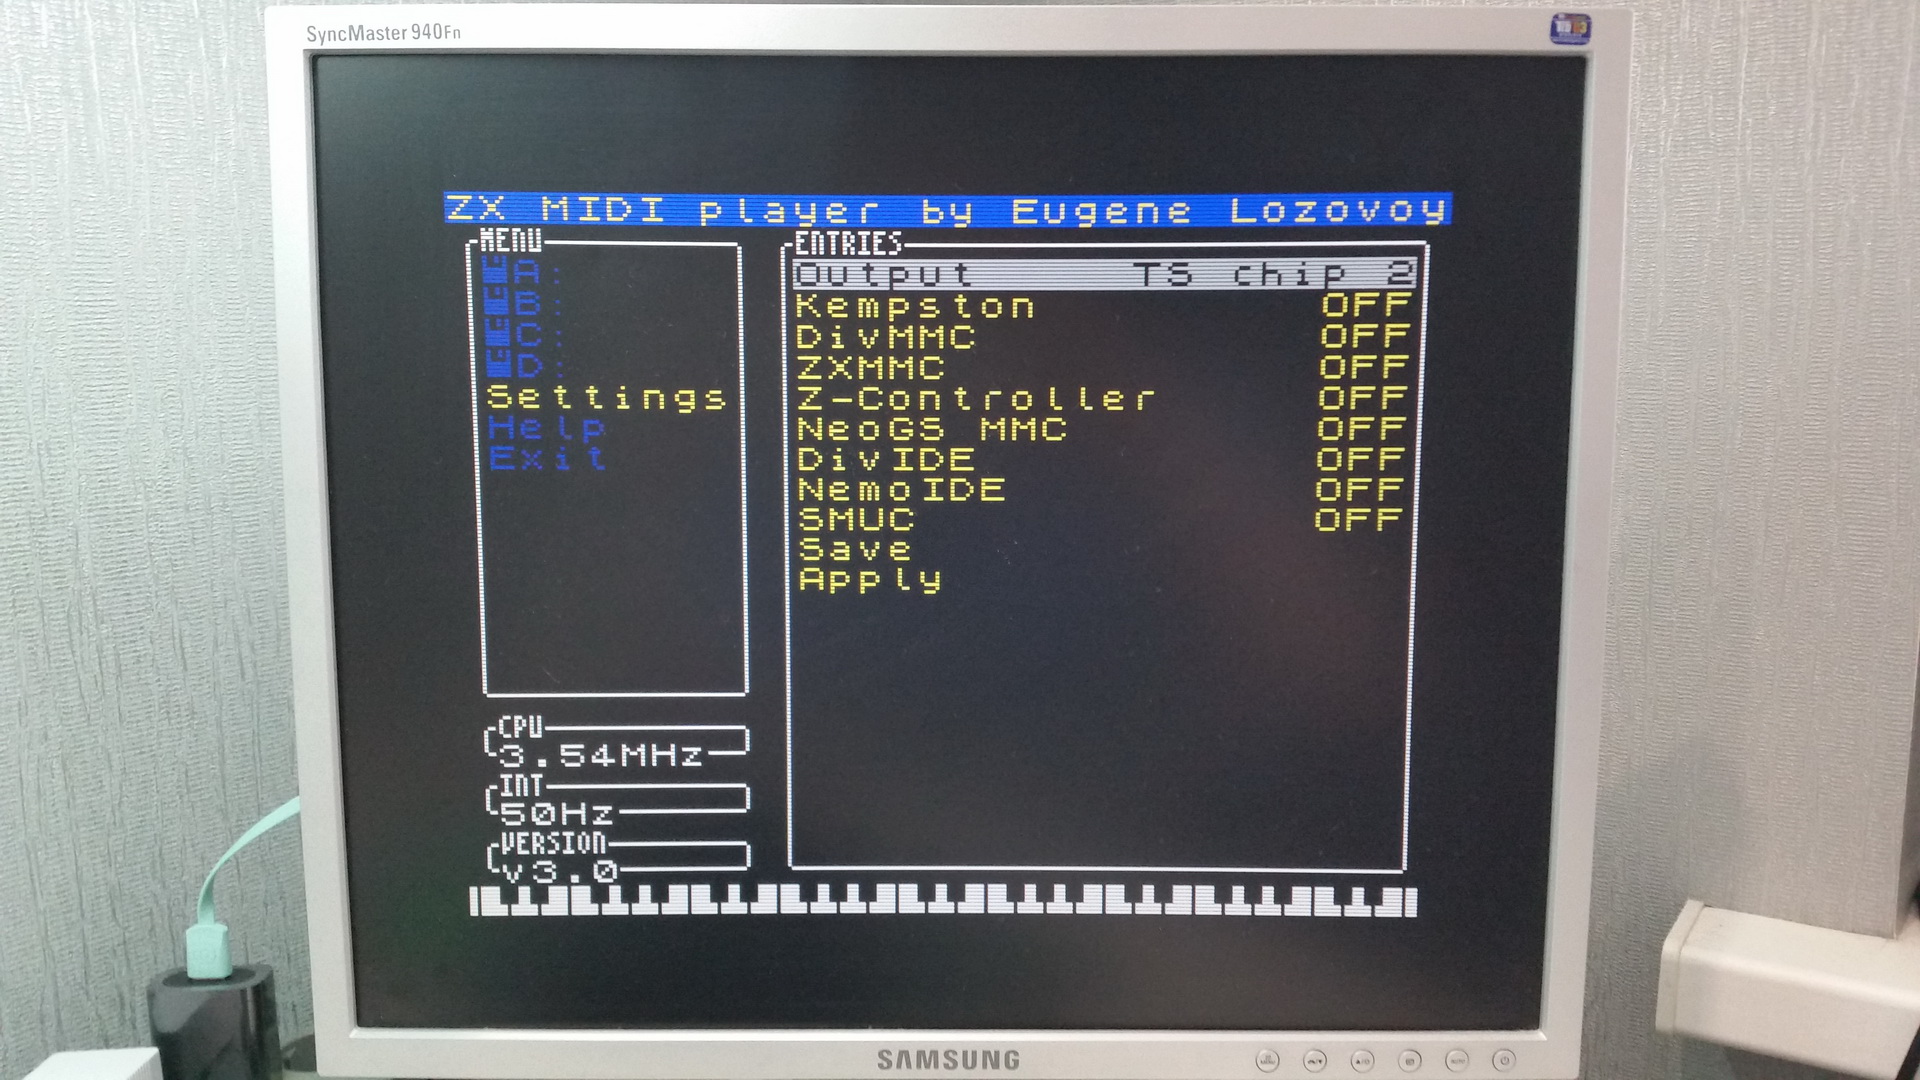 SyncMaster 940Fn
ZX MIDI player by Eugene Lozovoy
MENU
A:
B:
C:
D:
Settings
Help
Exit
ENTRIES
Output TS chip 2
Kempston OFF
DivMMC OFF
ZXMMC OFF
Z-Controller OFF
NeoGS MMC OFF
DivIDE OFF
NemoIDE OFF
SMUC OFF
Save
Apply
CPU
3.54MHz
INT
50Hz
VERSION
v3.0
SAMSUNG